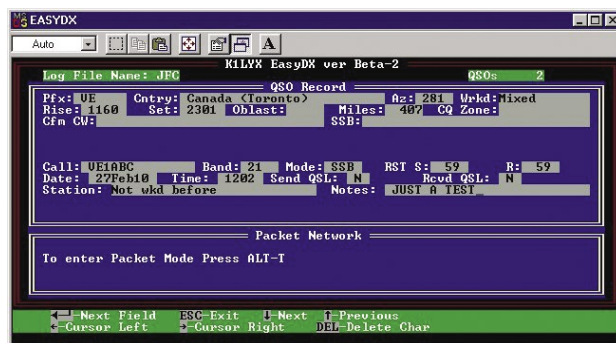 EASYDX
Auto A
K1LYX EasyDX ver Beta-2
Log File Name: JFC QSOs 2
QSO Record
Pfx: VE Cntry: Canada (Toronto) Az: 281 Wrkd: Mixed
Rise: 1160 Set: 2301 Oblast: Miles: 407 CQ Zone:
Cfm CW: SSB:
Call: VE1ABC Band: 21 Mode: SSB RST S: 59 R: 59
Date: 27Feb10 Time: 1202 Send QSL: N Rcvd QSL: N
Station: Not wkd before Notes: JUST A TEST_
Packet Network
To enter Packet Mode Press ALT-T
←┘-Next Field ESC-Exit ↓-Next ↑-Previous
←-Cursor Left →-Cursor Right DEL-Delete Char